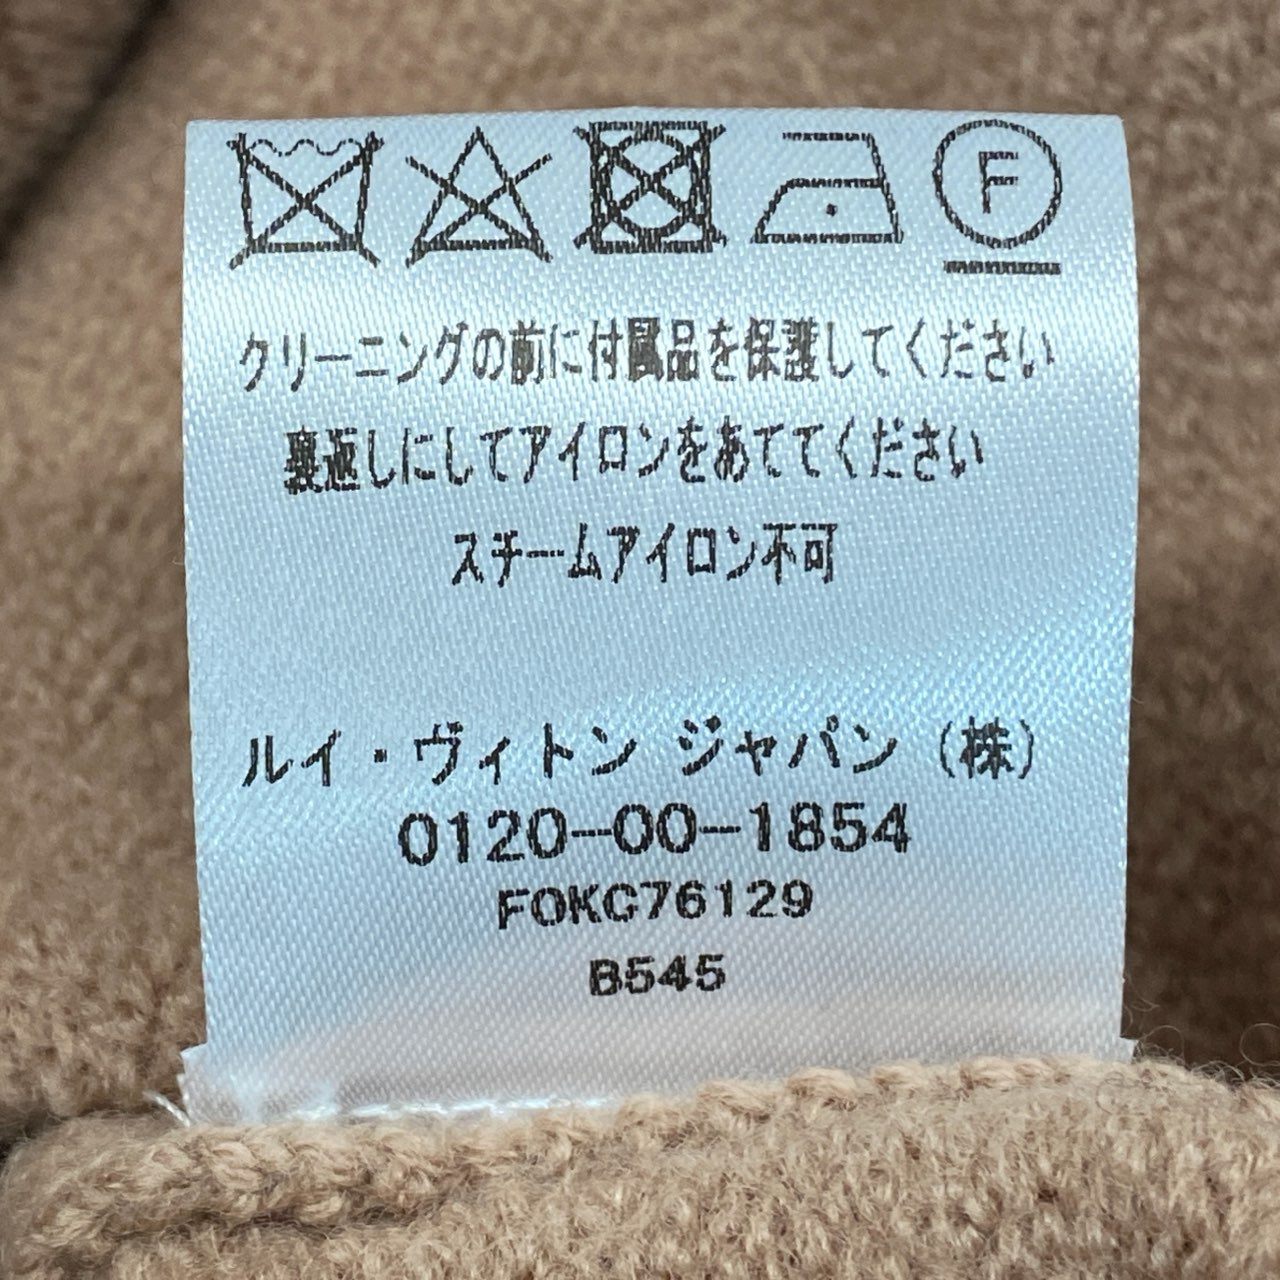 F
クリーニングの前に付属品を保護してください
裏返しにしてアイロンをあててください
スチームアイロン不可
ルイ・ヴィトン ジャパン（株）
0120-00-1854
FOKC76129
B545